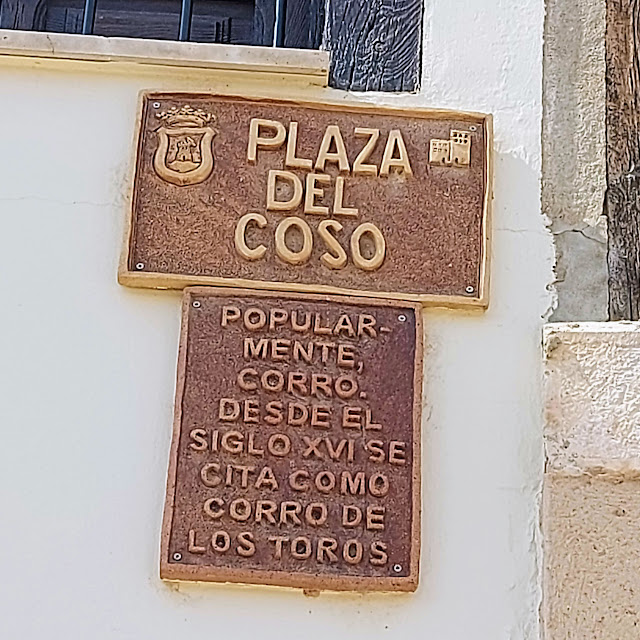 PLAZA
DEL
COSO
POPULAR-
MENTE,
CORRO.
DESDE EL
SIGLO XVI SE
CITA COMO
CORRO DE
LOS TOROS